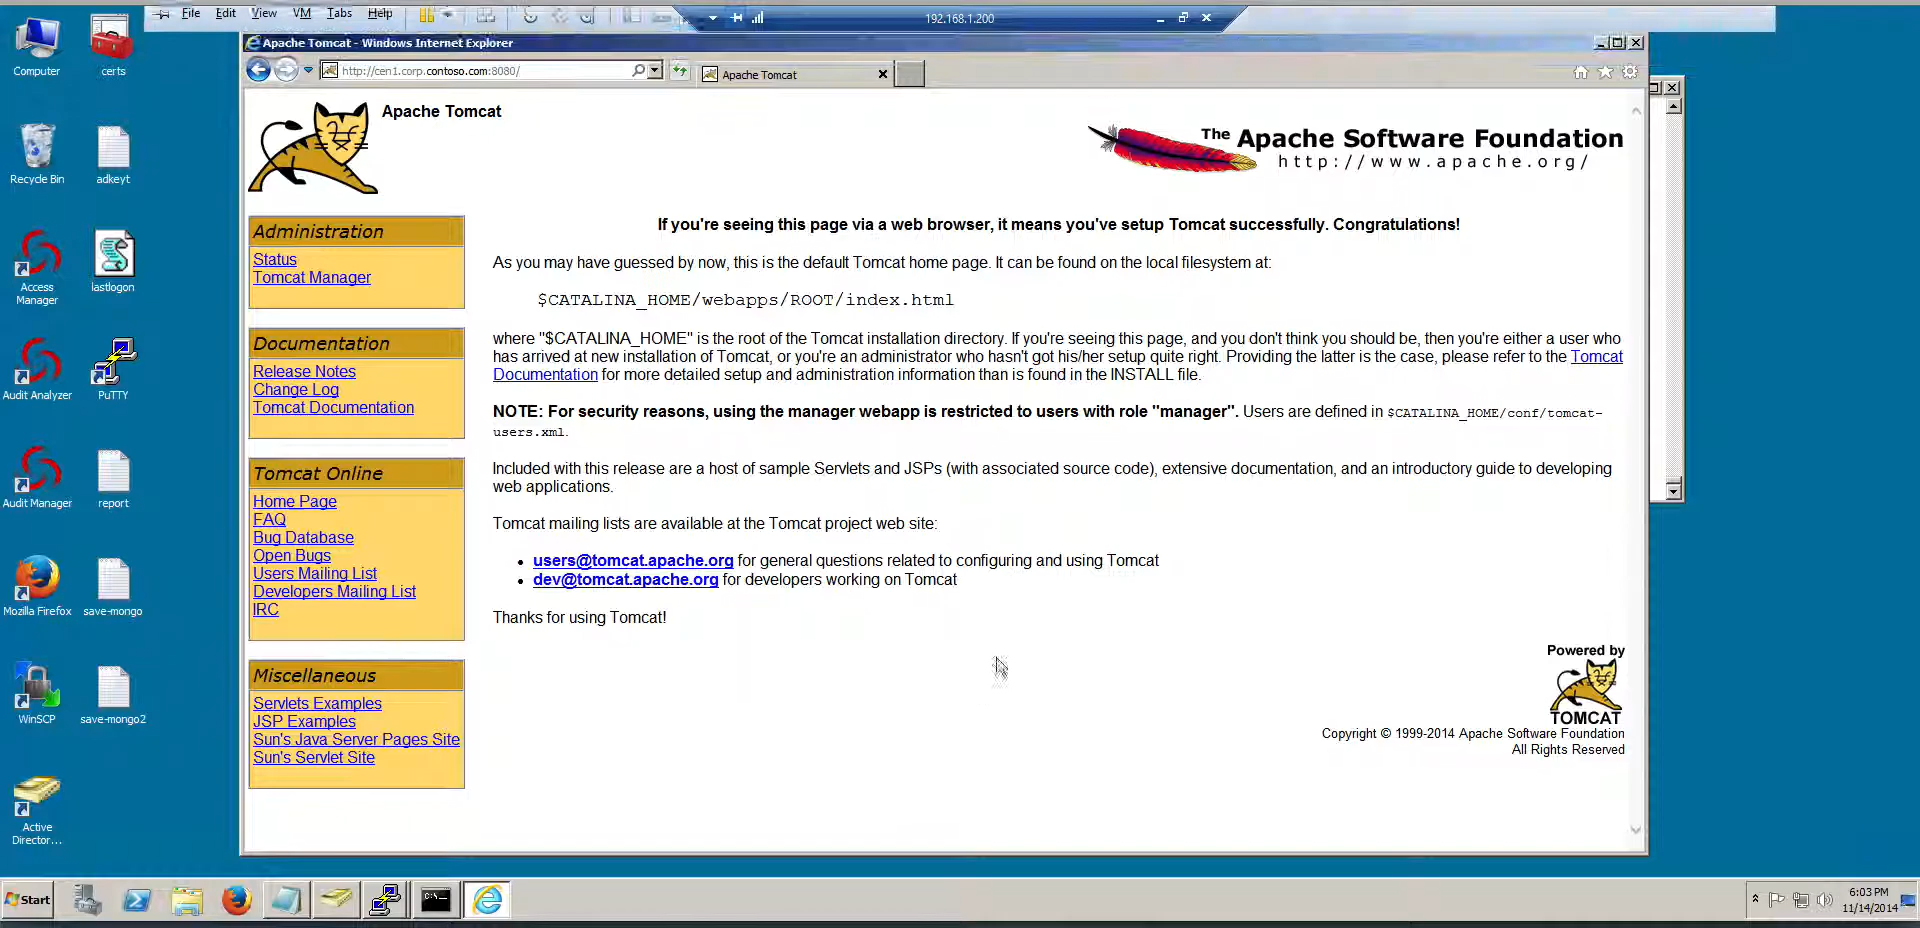 File Edit View VM Tabs Help
192.168.1.200
Apache Tomcat - Windows Internet Explorer
http://cen1.corp.contoso.com:8080/
Apache Tomcat
Computer
certs
Recycle Bin
adkeyt
Access Manager
lastlogon
Audit Analyzer
PuTTY
Audit Manager
report
Mozilla Firefox
save-mongo
WinSCP
save-mongo2
Active Director...
Apache Tomcat
The Apache Software Foundation
http://www.apache.org/
Administration
Status
Tomcat Manager
Documentation
Release Notes
Change Log
Tomcat Documentation
Tomcat Online
Home Page
FAQ
Bug Database
Open Bugs
Users Mailing List
Developers Mailing List
IRC
Miscellaneous
Servlets Examples
JSP Examples
Sun's Java Server Pages Site
Sun's Servlet Site
If you're seeing this page via a web browser, it means you've setup Tomcat successfully. Congratulations!
As you may have guessed by now, this is the default Tomcat home page. It can be found on the local filesystem at:
$CATALINA_HOME/webapps/ROOT/index.html
where "$CATALINA_HOME" is the root of the Tomcat installation directory. If you're seeing this page, and you don't think you should be, then you're either a user who
has arrived at new installation of Tomcat, or you're an administrator who hasn't got his/her setup quite right. Providing the latter is the case, please refer to the Tomcat
Documentation for more detailed setup and administration information than is found in the INSTALL file.
NOTE: For security reasons, using the manager webapp is restricted to users with role "manager". Users are defined in $CATALINA_HOME/conf/tomcat-
users.xml.
Included with this release are a host of sample Servlets and JSPs (with associated source code), extensive documentation, and an introductory guide to developing
web applications.
Tomcat mailing lists are available at the Tomcat project web site:
• users@tomcat.apache.org for general questions related to configuring and using Tomcat
• dev@tomcat.apache.org for developers working on Tomcat
Thanks for using Tomcat!
Powered by
TOMCAT
Copyright © 1999-2014 Apache Software Foundation
All Rights Reserved
Start
C:\_
6:03 PM
11/14/2014